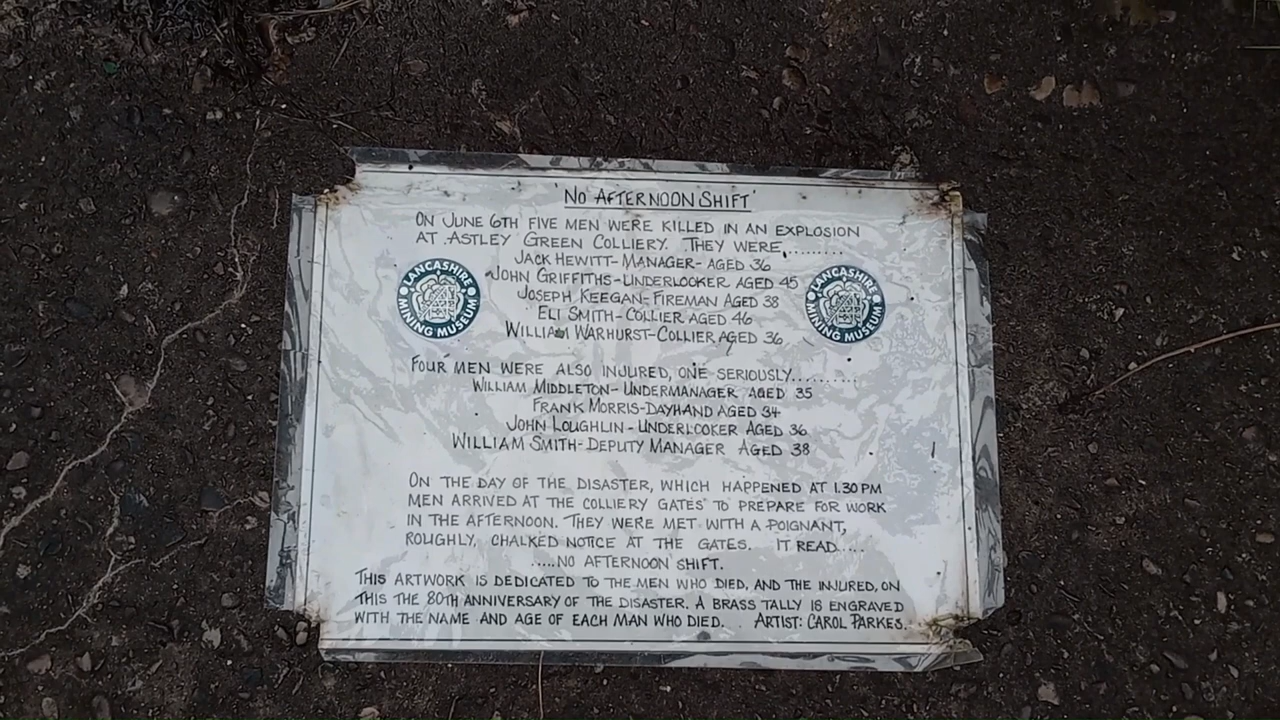 'NO AFTERNOON SHIFT'
ON JUNE 6TH FIVE MEN WERE KILLED IN AN EXPLOSION
AT ASTLEY GREEN COLLIERY. THEY WERE..........
JACK HEWITT-MANAGER-AGED 36
JOHN GRIFFITHS-UNDERLOOKER AGED 45
JOSEPH KEEGAN-FIREMAN AGED 38
ELI SMITH-COLLIER AGED 46
WILLIAM WARHURST-COLLIER AGED 36
LANCASHIRE MINING MUSEUM
LANCASHIRE MINING MUSEUM
FOUR MEN WERE ALSO INJURED, ONE SERIOUSLY..........
WILLIAM MIDDLETON-UNDERMANAGER AGED 35
FRANK MORRIS-DAYHAND AGED 34
JOHN LOUGHLIN-UNDERLOOKER AGED 36
WILLIAM SMITH-DEPUTY MANAGER AGED 38
ON THE DAY OF THE DISASTER, WHICH HAPPENED AT 1.30 PM
MEN ARRIVED AT THE COLLIERY GATES TO PREPARE FOR WORK
IN THE AFTERNOON. THEY WERE MET WITH A POIGNANT,
ROUGHLY, CHALKED NOTICE AT THE GATES. IT READ.....
.....NO AFTERNOON SHIFT.
THIS ARTWORK IS DEDICATED TO THE MEN WHO DIED, AND THE INJURED, ON
THIS THE 80TH ANNIVERSARY OF THE DISASTER. A BRASS TALLY IS ENGRAVED
WITH THE NAME AND AGE OF EACH MAN WHO DIED. ARTIST: CAROL PARKES.